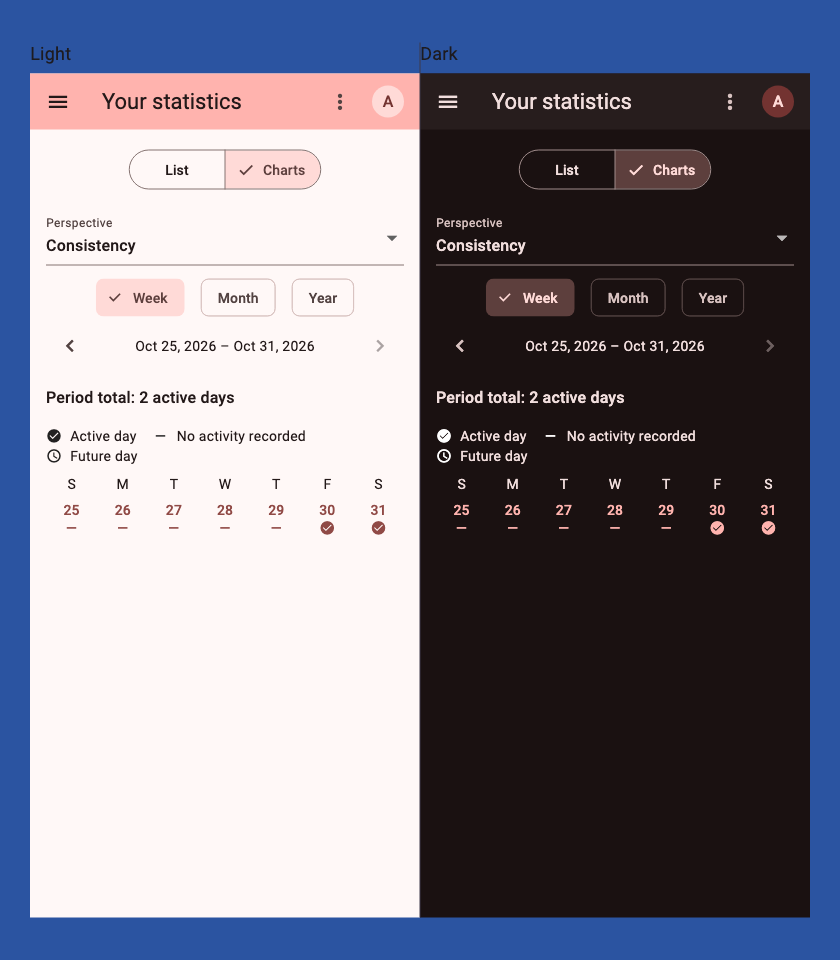 Light
Your statistics
A
List
Charts
Perspective
Consistency
Week Month Year
Oct 25, 2026 – Oct 31, 2026
Period total: 2 active days
Active day — No activity recorded
Future day
S M T W T F S
25 26 27 28 29 30 31
Dark
Your statistics
A
List
Charts
Perspective
Consistency
Week Month Year
Oct 25, 2026 – Oct 31, 2026
Period total: 2 active days
Active day — No activity recorded
Future day
S M T W T F S
25 26 27 28 29 30 31